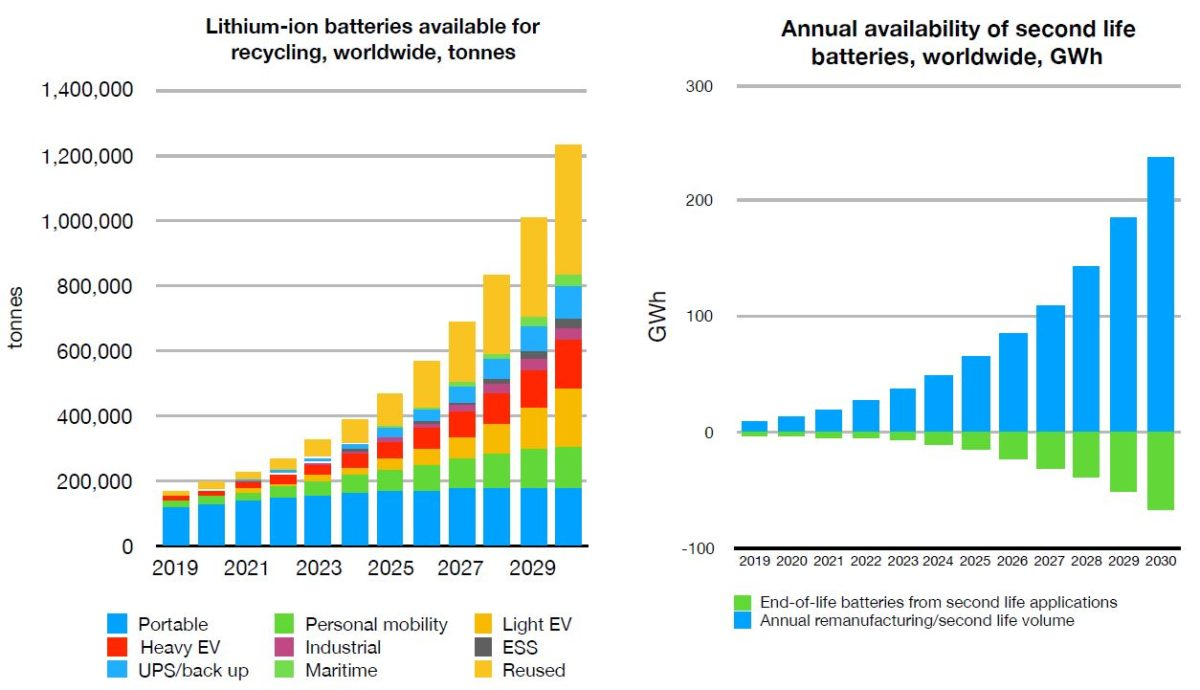 Lithium-ion batteries available for
recycling, worldwide, tonnes
1,400,000
1,200,000
1,000,000
800,000
600,000
400,000
200,000
0
tonnes
2019 2021 2023 2025 2027 2029
Portable Personal mobility Light EV
Heavy EV Industrial ESS
UPS/back up Maritime Reused
Annual availability of second life
batteries, worldwide, GWh
300
200
100
0
-100
GWh
2019 2020 2021 2022 2023 2024 2025 2026 2027 2028 2029 2030
End-of-life batteries from second life applications
Annual remanufacturing/second life volume